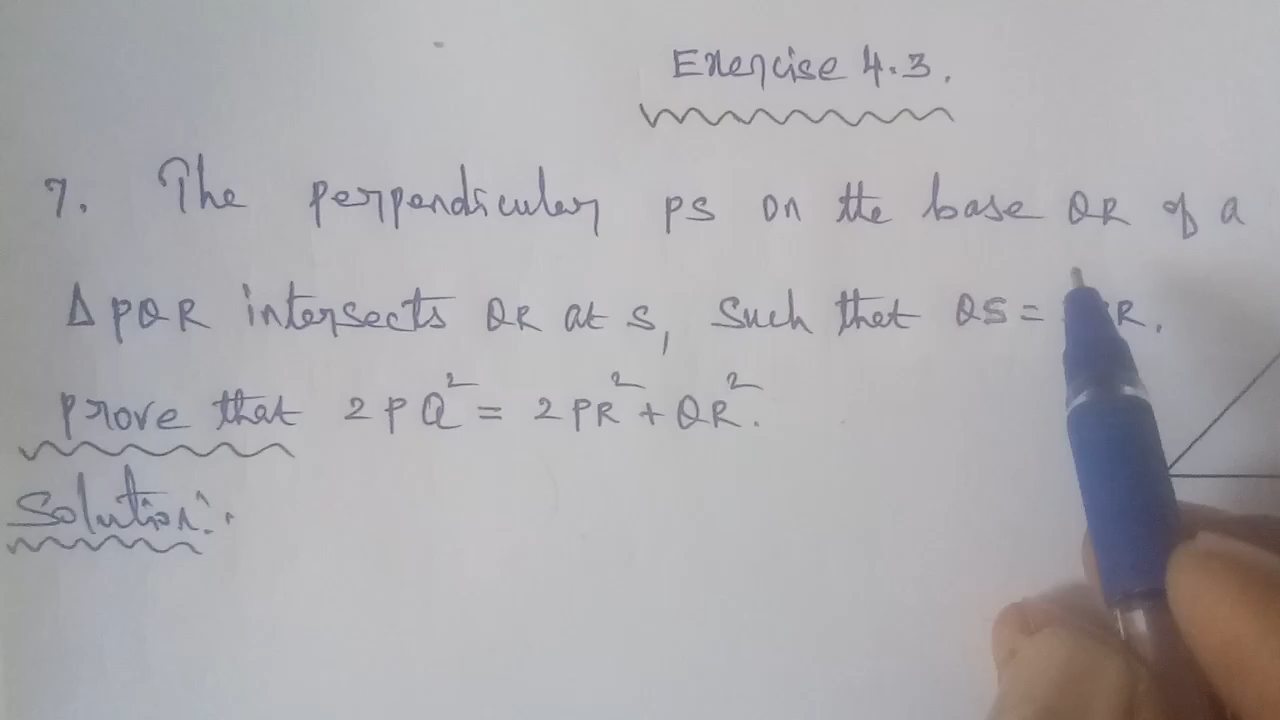 Exercise 4.3.
7. The perpendicular PS on the base QR of a
Δ PQR intersects QR at S, Such that QS = R.
Prove that 2PQ² = 2PR² + QR².
Solution: